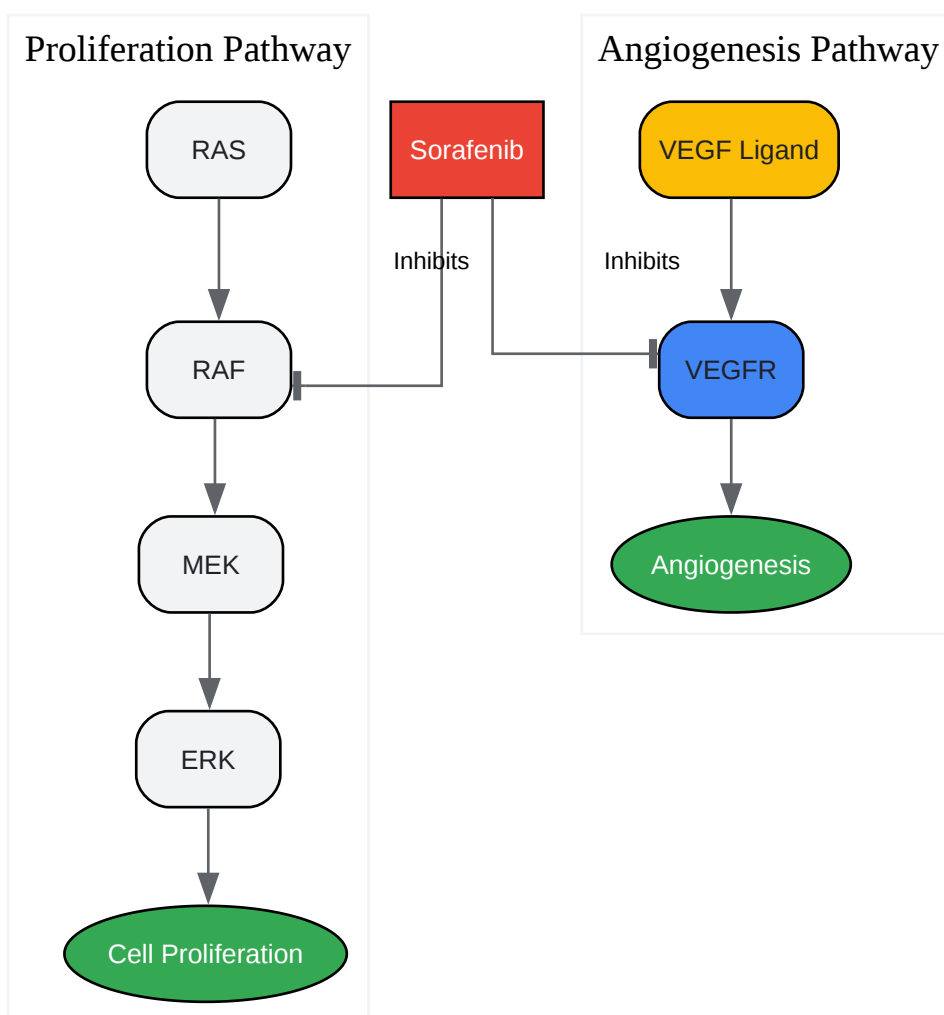 Proliferation Pathway
Angiogenesis Pathway
RAS
Sorafenib
VEGF Ligand
Inhibits
Inhibits
RAF
VEGFR
MEK
Angiogenesis
ERK
Cell Proliferation